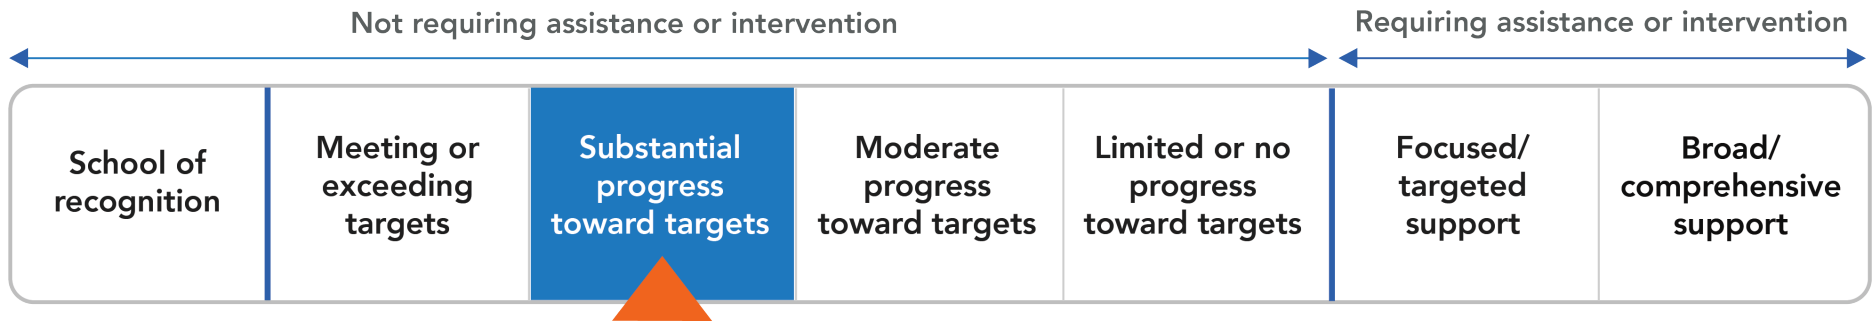 Not requiring assistance or intervention
Requiring assistance or intervention
School of
recognition
Meeting or
exceeding
targets
Substantial
progress
toward targets
Moderate
progress
toward targets
Limited or no
progress
toward targets
Focused/
targeted
support
Broad/
comprehensive
support